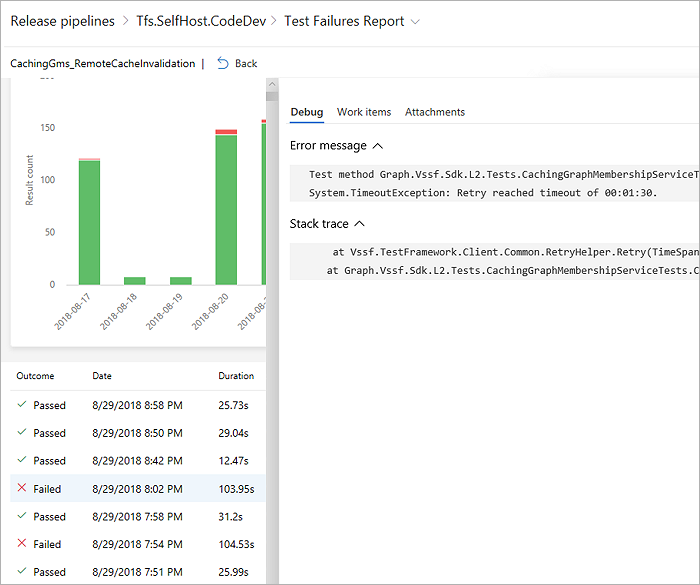 Release pipelines > Tfs.SelfHost.CodeDev > Test Failures Report
CachingGms_RemoteCacheInvalidation | Back
150
100
50
0
Result count
2018-08-17
2018-08-18
2018-08-19
2018-08-20
Outcome Date Duration
Passed 8/29/2018 8:58 PM 25.73s
Passed 8/29/2018 8:50 PM 29.04s
Passed 8/29/2018 8:42 PM 12.47s
Failed 8/29/2018 8:02 PM 103.95s
Passed 8/29/2018 7:58 PM 31.2s
Failed 8/29/2018 7:54 PM 104.53s
Passed 8/29/2018 7:51 PM 25.99s
Debug Work items Attachments
Error message
Test method Graph.Vssf.Sdk.L2.Tests.CachingGraphMembershipServiceT
System.TimeoutException: Retry reached timeout of 00:01:30.
Stack trace
at Vssf.TestFramework.Client.Common.RetryHelper.Retry(TimeSpan
at Graph.Vssf.Sdk.L2.Tests.CachingGraphMembershipServiceTests.C